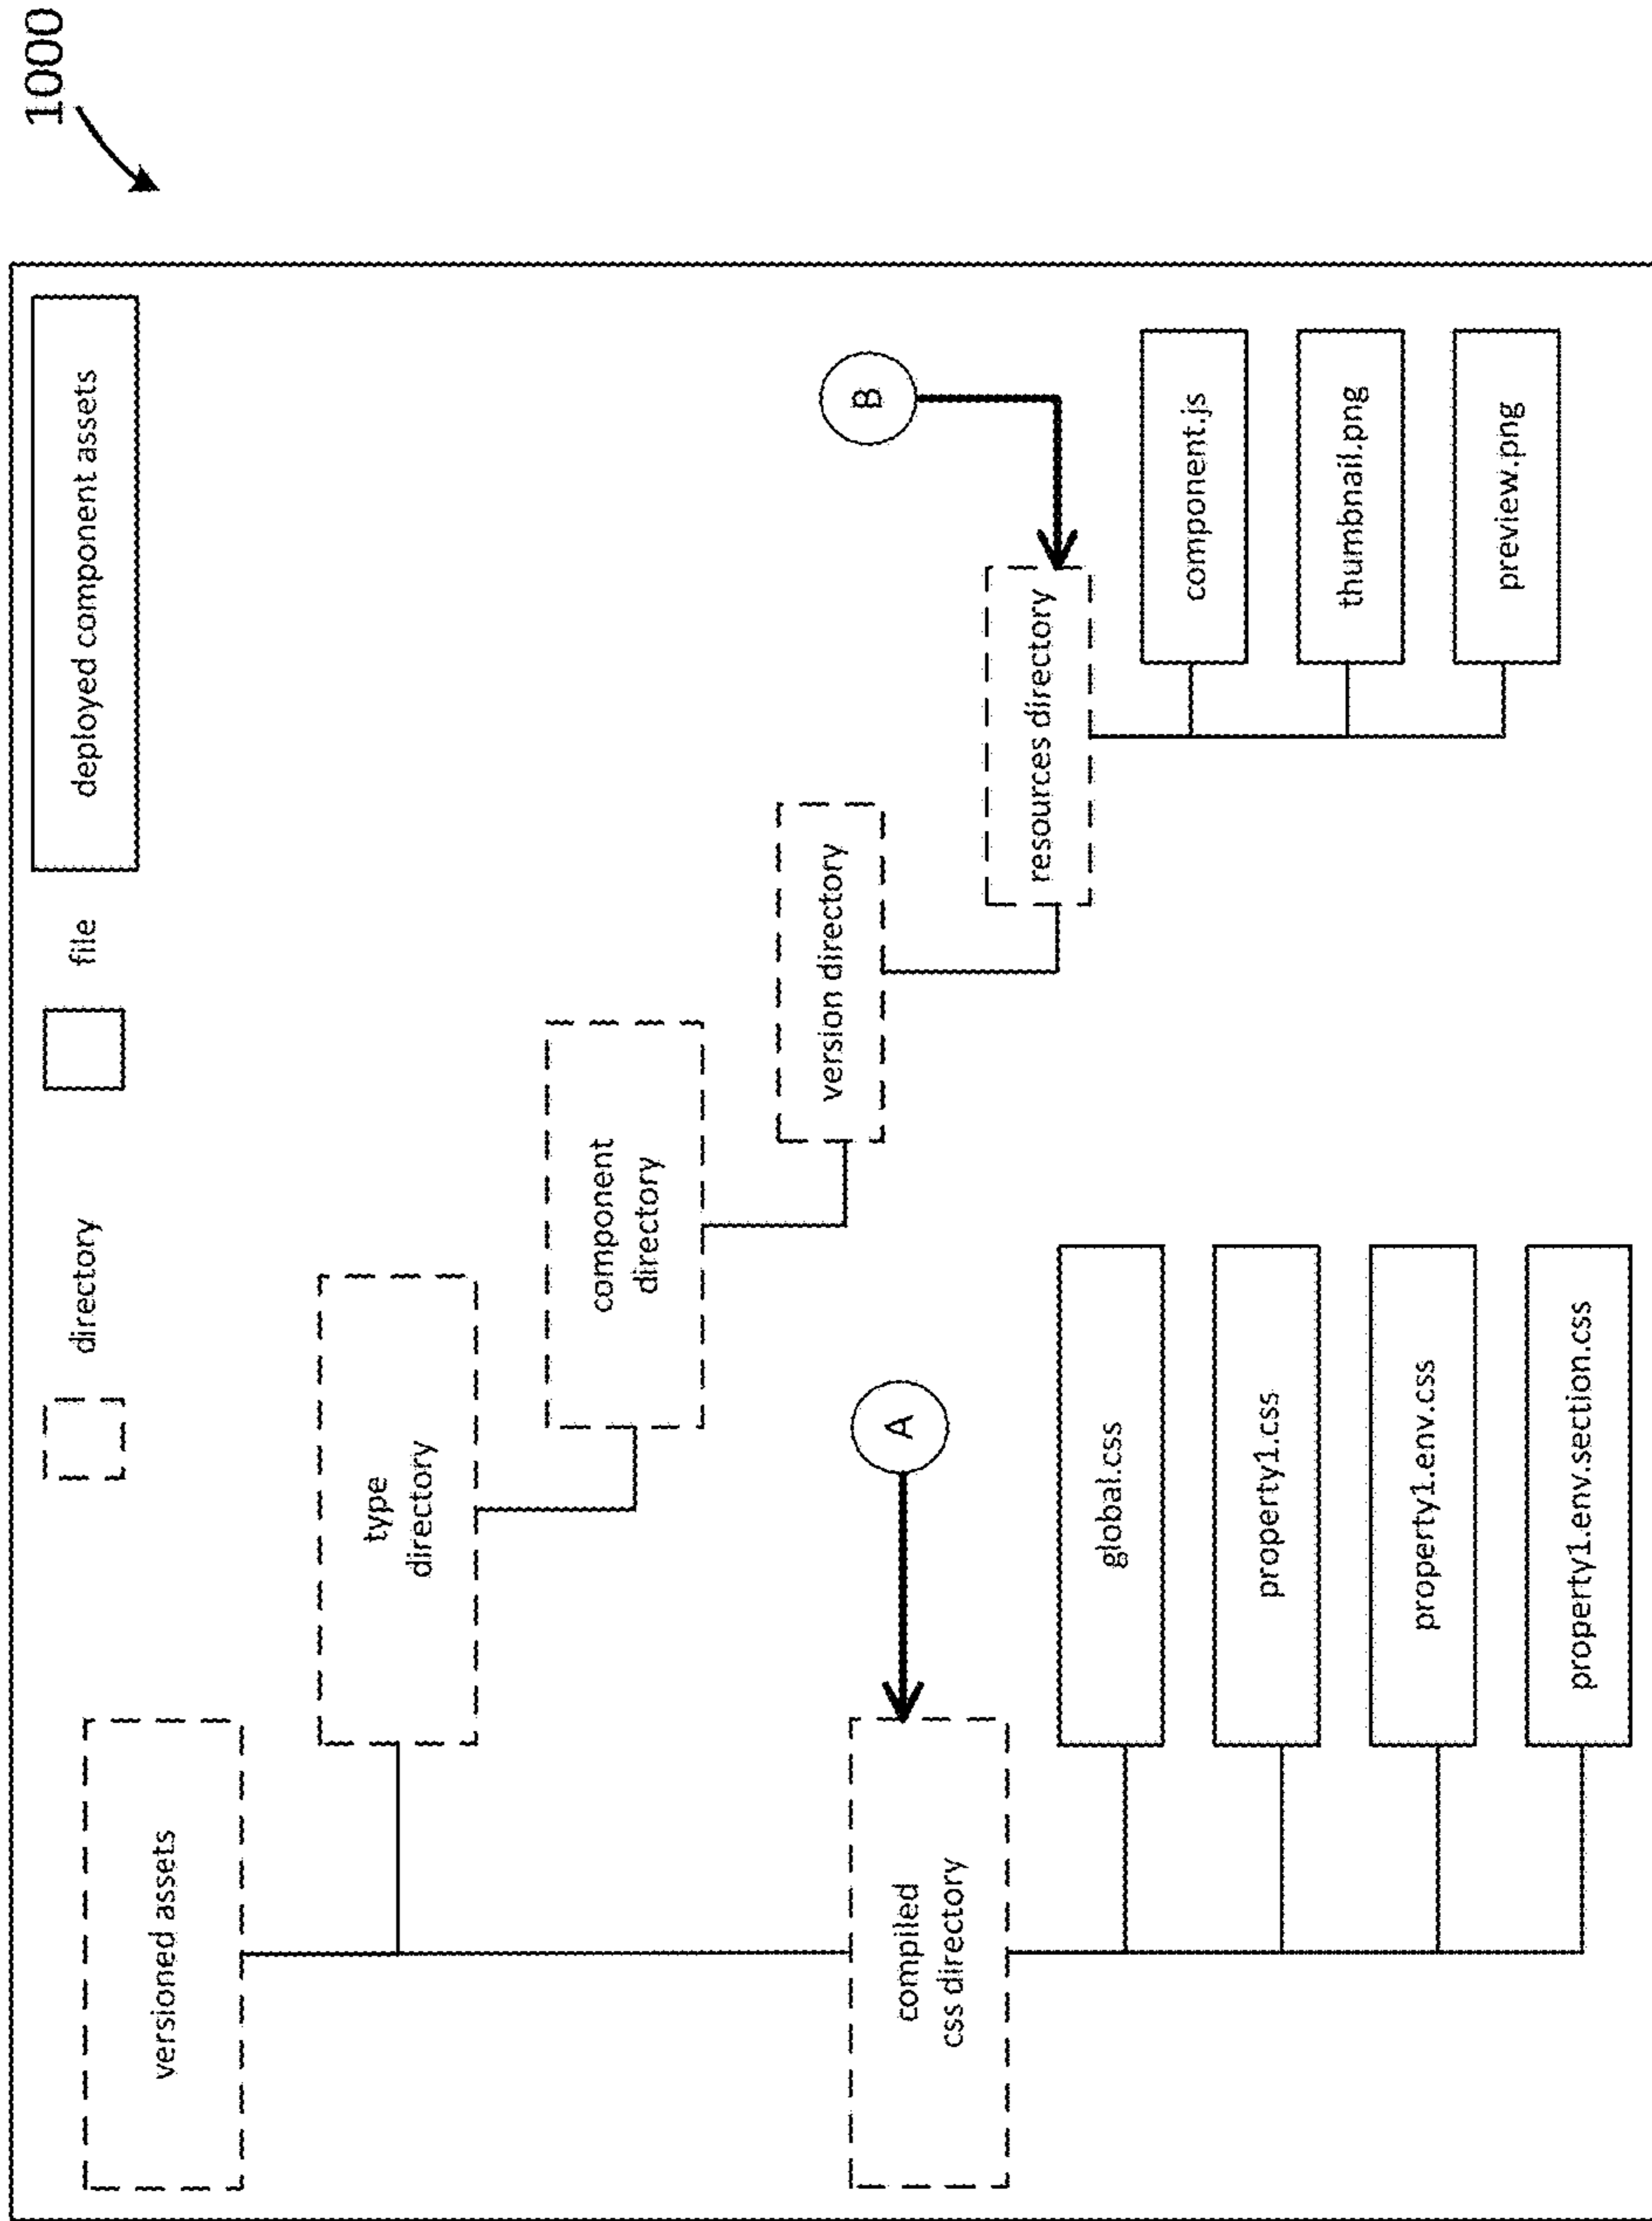 1000
directory
file
deployed component assets
versioned assets
type
directory
component
directory
version directory
B
A
compiled
css directory
resources directory
global.css
component.js
property1.css
thumbnail.png
property1.env.css
preview.png
property1.env.section.css